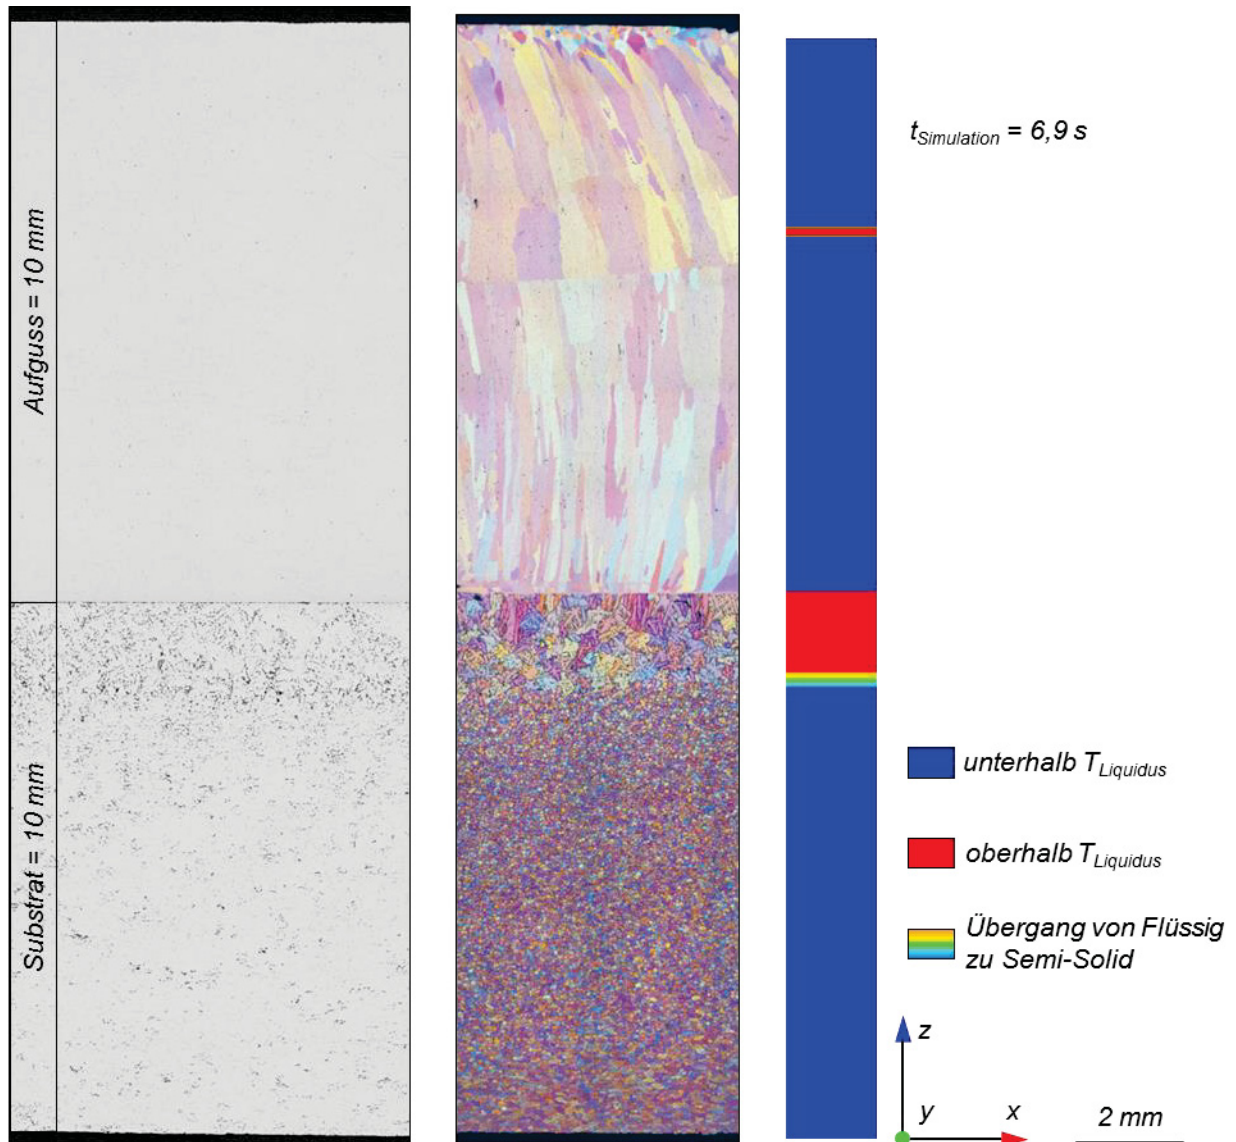 Aufguss = 10 mm
Substrat = 10 mm
tSimulation = 6,9 s
unterhalb TLiquidus
oberhalb TLiquidus
Übergang von Flüssig
zu Semi-Solid
z
y
x
2 mm